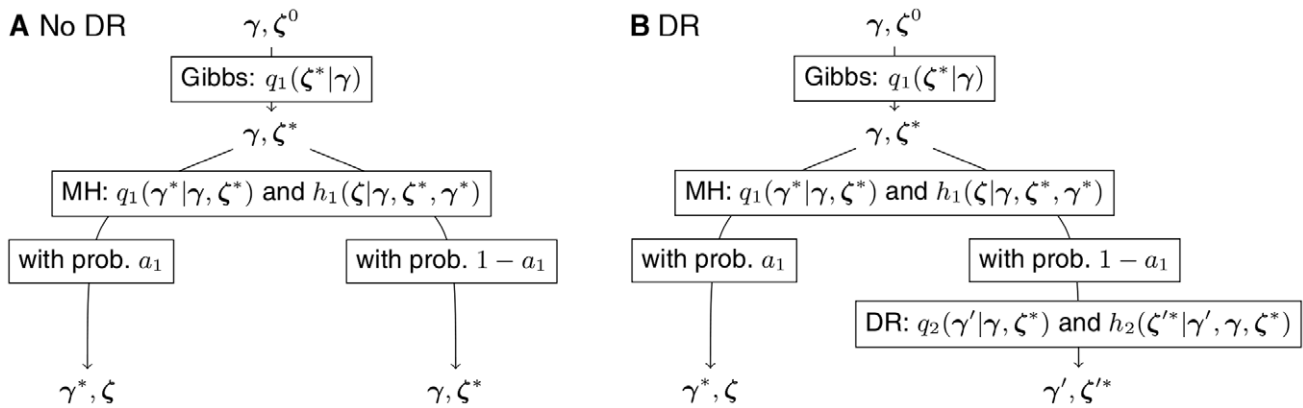 A No DR
γ, ζ⁰
Gibbs: q₁(ζ*|γ)
γ, ζ*
MH: q₁(γ*|γ, ζ*) and h₁(ζ|γ, ζ*, γ*)
with prob. a₁
with prob. 1 − a₁
γ*, ζ
γ, ζ*
B DR
γ, ζ⁰
Gibbs: q₁(ζ*|γ)
γ, ζ*
MH: q₁(γ*|γ, ζ*) and h₁(ζ|γ, ζ*, γ*)
with prob. a₁
with prob. 1 − a₁
DR: q₂(γ′|γ, ζ*) and h₂(ζ′*|γ′, γ, ζ*)
γ*, ζ
γ′, ζ′*